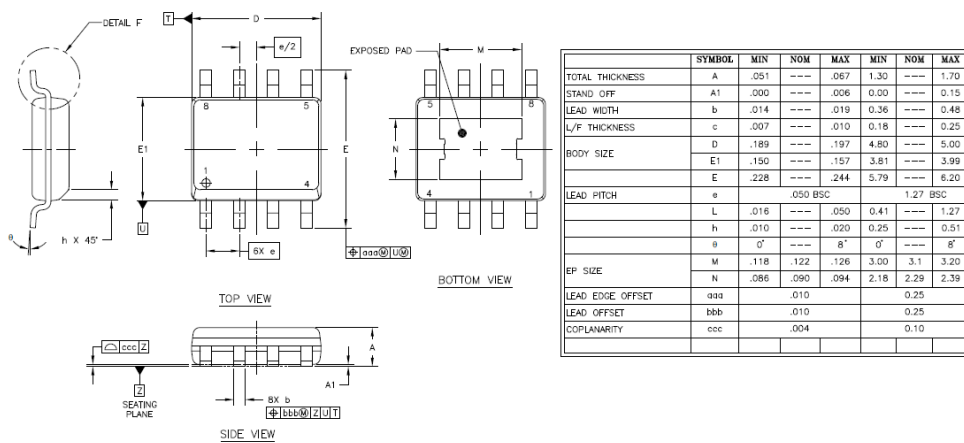 DETAIL F
T
D
e/2
EXPOSED PAD
M
8
5
5
8
E1
E
N
1
4
4
1
θ
h X 45°
U
6X e
⌖ aaaⓂ UⓂ
TOP VIEW
BOTTOM VIEW
⌓ ccc Z
A
Z
A1
SEATING
PLANE
8X b
⌖ bbbⓂ Z U T
SIDE VIEW
SYMBOL MIN NOM MAX MIN NOM MAX
TOTAL THICKNESS A .051 --- .067 1.30 --- 1.70
STAND OFF A1 .000 --- .006 0.00 --- 0.15
LEAD WIDTH b .014 --- .019 0.36 --- 0.48
L/F THICKNESS c .007 --- .010 0.18 --- 0.25
BODY SIZE D .189 --- .197 4.80 --- 5.00
E1 .150 --- .157 3.81 --- 3.99
E .228 --- .244 5.79 --- 6.20
LEAD PITCH e .050 BSC 1.27 BSC
L .016 --- .050 0.41 --- 1.27
h .010 --- .020 0.25 --- 0.51
θ 0° --- 8° 0° --- 8°
EP SIZE M .118 .122 .126 3.00 3.1 3.20
N .086 .090 .094 2.18 2.29 2.39
LEAD EDGE OFFSET aaa .010 0.25
LEAD OFFSET bbb .010 0.25
COPLANARITY ccc .004 0.10